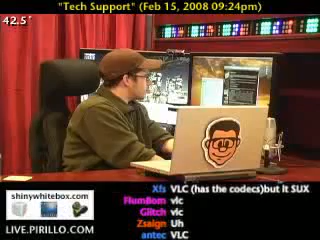 "Tech Support" (Feb 15, 2008 09:24pm)
42.5°
shinywhitebox.com
Xfs VLC (has the codecs)but it SUX
FlumBom vlc
Glitch vlc
Zsaign Uh
antec VLC
LIVE.PIRILLO.COM